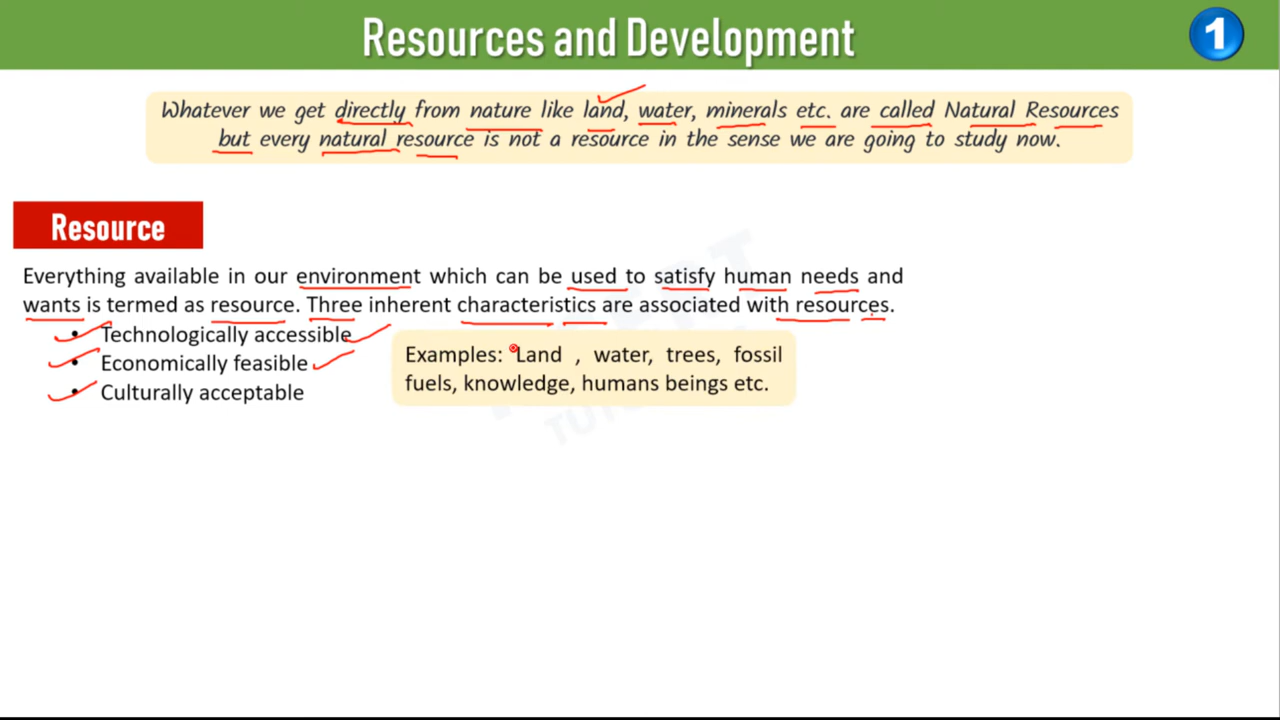 Resources and Development
1
Whatever we get directly from nature like land, water, minerals etc. are called Natural Resources
but every natural resource is not a resource in the sense we are going to study now.
Resource
Everything available in our environment which can be used to satisfy human needs and
wants is termed as resource. Three inherent characteristics are associated with resources.
• Technologically accessible
• Economically feasible
• Culturally acceptable
Examples: Land , water, trees, fossil
fuels, knowledge, humans beings etc.